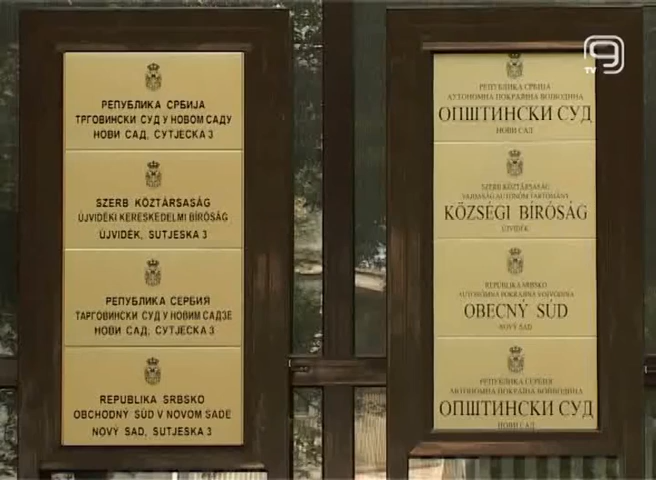 РЕПУБЛИКА СРБИЈА
ТРГОВИНСКИ СУД У НОВОМ САДУ
НОВИ САД, СУТЈЕСКА 3
SZERB KÖZTÁRSASÁG
ÚJVIDÉKI KERESKEDELMI BÍRÓSÁG
ÚJVIDÉK, SUTJESKA 3
РЕПУБЛИКА СЕРБИЯ
ТАРГОВИНСКИ СУД У НОВИМ САДЗЕ
НОВИ САД, СУТЄСКА 3
REPUBLIKA SRBSKO
OBCHODNÝ SÚD V NOVOM SADE
NOVÝ SAD, SUTJESKA 3
РЕПУБЛИКА СРБИЈА
АУТОНОМНА ПОКРАЈИНА ВОЈВОДИНА
ОПШТИНСКИ СУД
НОВИ САД
SZERB KÖZTÁRSASÁG
VAJDASÁG AUTONÓM TARTOMÁNY
KÖZSÉGI BÍRÓSÁG
ÚJVIDÉK
REPUBLIKA SRBSKO
AUTONÓMNA POKRAJINA VOJVODINA
OBECNÝ SÚD
NOVÝ SAD
РЕПУБЛИКА СЕРБИЯ
АВТОНОМНА ПОКРАЇНА ВОЙВОДИНА
ОПШТИНСКИ СУД
НОВИ САД
TV 9